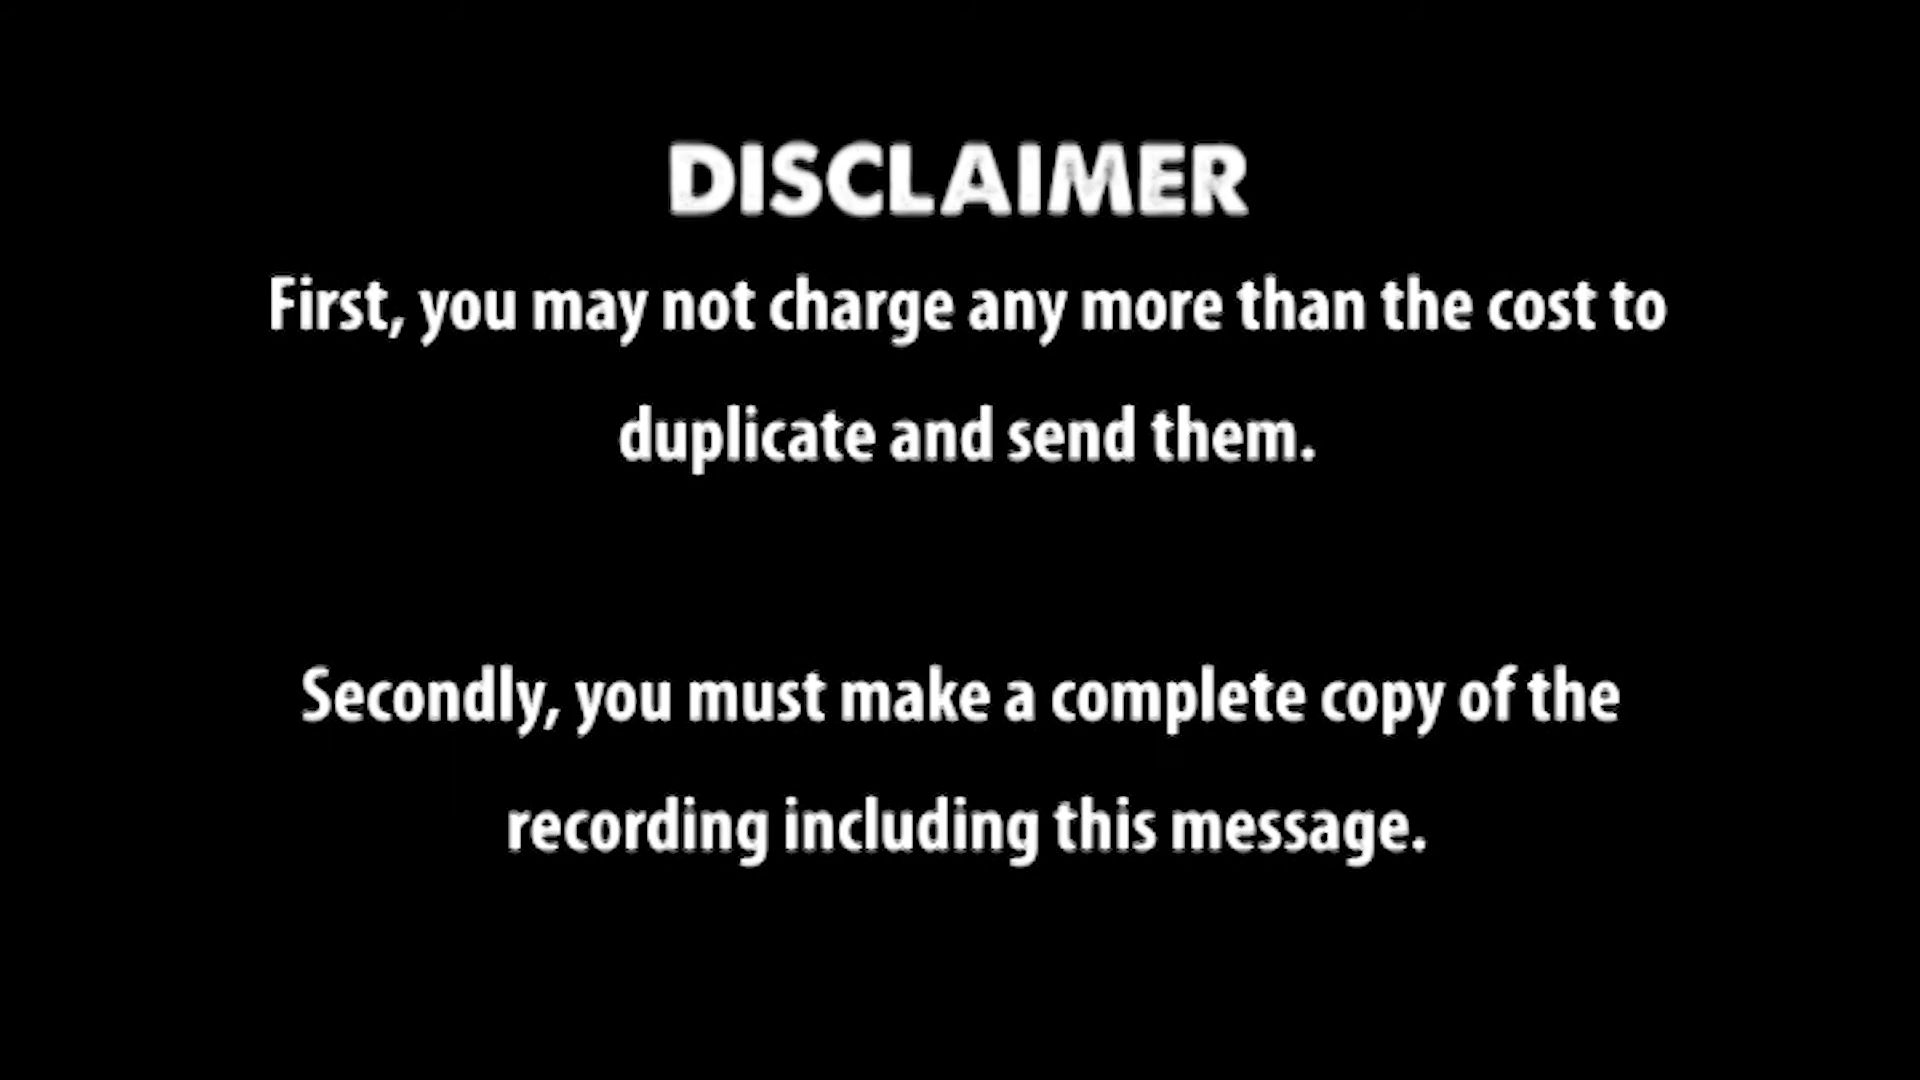 DISCLAIMER
First, you may not charge any more than the cost to
duplicate and send them.
Secondly, you must make a complete copy of the
recording including this message.